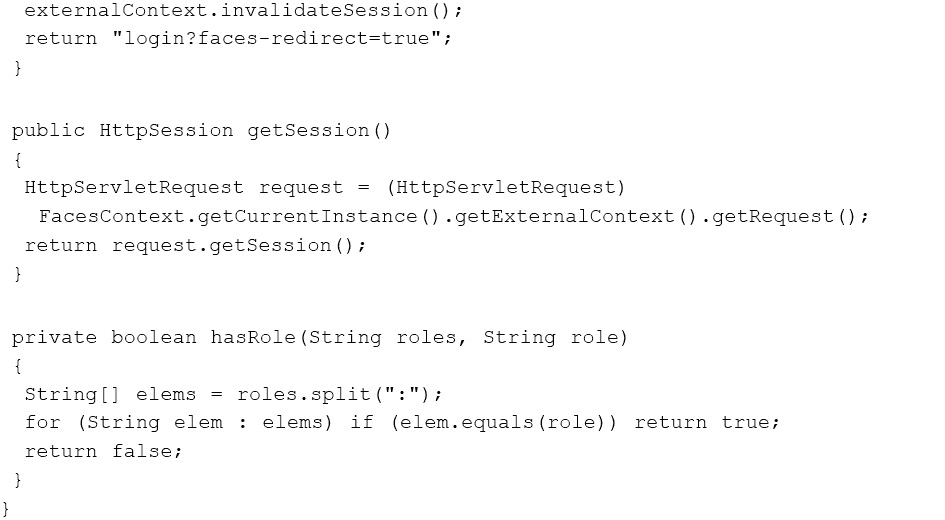 externalContext.invalidateSession();
return "login?faces-redirect=true";
}
public HttpSession getSession()
{
HttpServletRequest request = (HttpServletRequest)
FacesContext.getCurrentInstance().getExternalContext().getRequest();
return request.getSession();
}
private boolean hasRole(String roles, String role)
{
String[] elems = roles.split(":");
for (String elem : elems) if (elem.equals(role)) return true;
return false;
}
}